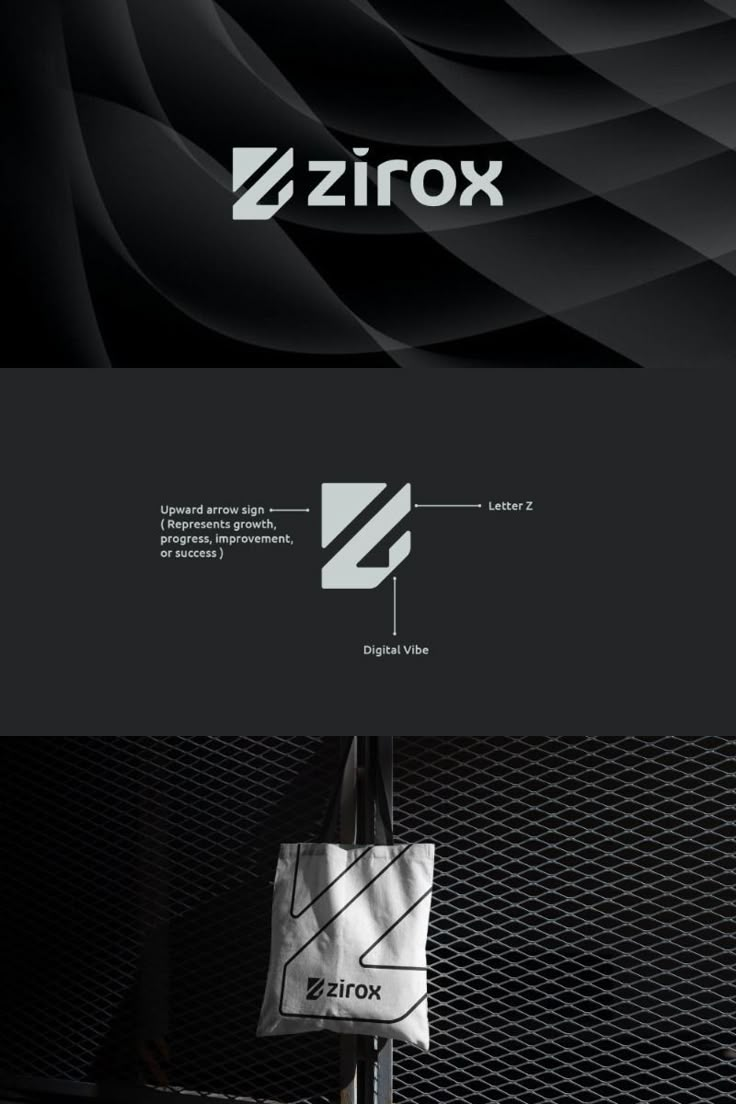 zirox
Upward arrow sign
( Represents growth,
progress, improvement,
or success )
Letter Z
Digital Vibe
zirox